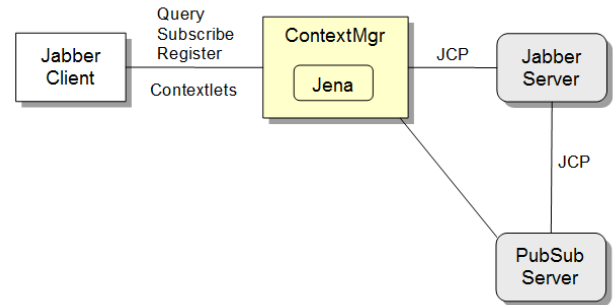 Query
Subscribe
Register
Contextlets
Jabber
Client
ContextMgr
Jena
JCP
Jabber
Server
JCP
PubSub
Server